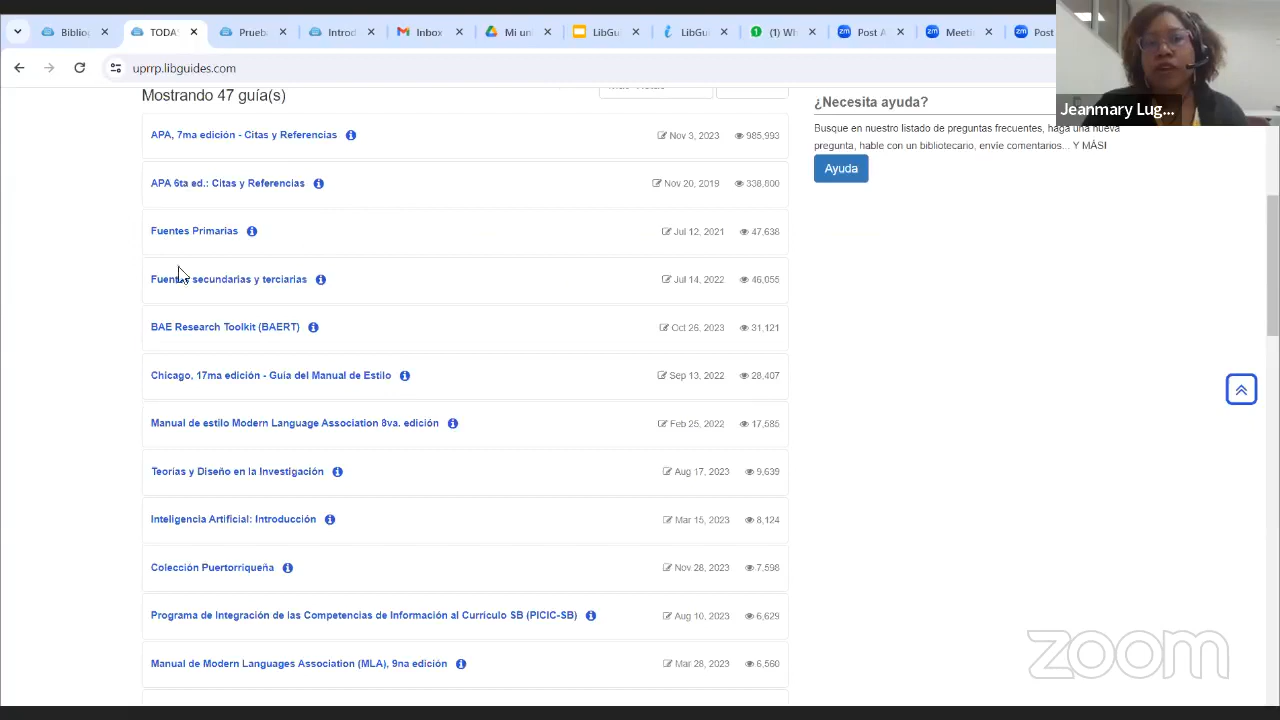 Biblio
TODA
Prueb
Introd
Inbox
Mi un
LibGu
LibGu
(1) Wh
Post A
Meeti
Post
uprrp.libguides.com
Jeanmary Lug...
Mostrando 47 guía(s)
APA, 7ma edición - Citas y Referencias
Nov 3, 2023 985,993
APA 6ta ed.: Citas y Referencias
Nov 20, 2019 338,800
Fuentes Primarias
Jul 12, 2021 47,638
Fuentes secundarias y terciarias
Jul 14, 2022 46,055
BAE Research Toolkit (BAERT)
Oct 26, 2023 31,121
Chicago, 17ma edición - Guía del Manual de Estilo
Sep 13, 2022 28,407
Manual de estilo Modern Language Association 8va. edición
Feb 25, 2022 17,585
Teorías y Diseño en la Investigación
Aug 17, 2023 9,639
Inteligencia Artificial: Introducción
Mar 15, 2023 8,124
Colección Puertorriqueña
Nov 28, 2023 7,598
Programa de Integración de las Competencias de Información al Currículo SB (PICIC-SB)
Aug 10, 2023 6,629
Manual de Modern Languages Association (MLA), 9na edición
Mar 28, 2023 6,560
¿Necesita ayuda?
Busque en nuestro listado de preguntas frecuentes, haga una nueva
pregunta, hable con un bibliotecario, envíe comentarios... Y MÁS!
Ayuda
zoom